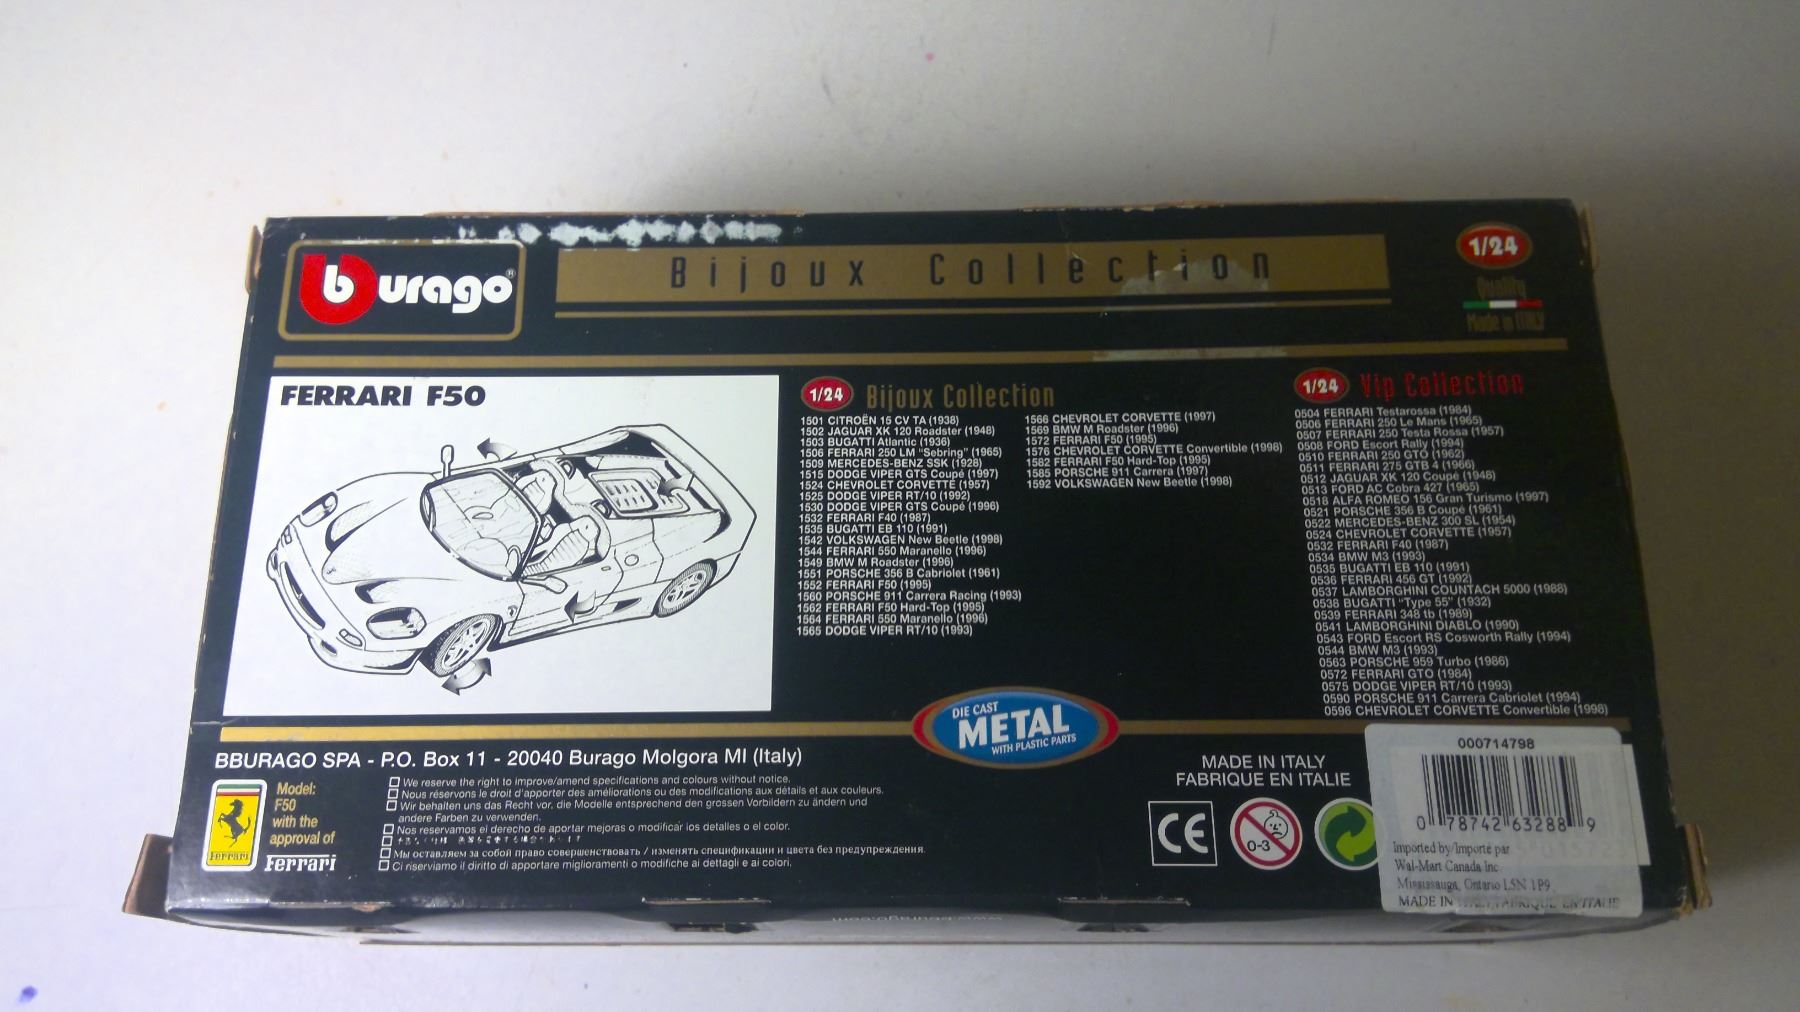 burago®
Bijoux Collection
1/24
Quality
Made in ITALY
FERRARI F50
1/24 Bijoux Collection
1501 CITROËN 15 CV TA (1938)
1502 JAGUAR XK 120 Roadster (1948)
1503 BUGATTI Atlantic (1936)
1506 FERRARI 250 LM "Sebring" (1965)
1509 MERCEDES-BENZ SSK (1928)
1515 DODGE VIPER GTS Coupé (1997)
1524 CHEVROLET CORVETTE (1957)
1525 DODGE VIPER RT/10 (1992)
1530 DODGE VIPER GTS Coupé (1996)
1532 FERRARI F40 (1987)
1535 BUGATTI EB 110 (1991)
1542 VOLKSWAGEN New Beetle (1998)
1544 FERRARI 550 Maranello (1996)
1549 BMW M Roadster (1996)
1551 PORSCHE 356 B Cabriolet (1961)
1552 FERRARI F50 (1995)
1560 PORSCHE 911 Carrera Racing (1993)
1562 FERRARI F50 Hard-Top (1995)
1564 FERRARI 550 Maranello (1996)
1565 DODGE VIPER RT/10 (1993)
1566 CHEVROLET CORVETTE (1997)
1569 BMW M Roadster (1996)
1572 FERRARI F50 (1995)
1576 CHEVROLET CORVETTE Convertible (1998)
1582 FERRARI F50 Hard-Top (1995)
1585 PORSCHE 911 Carrera (1997)
1592 VOLKSWAGEN New Beetle (1998)
1/24 Vip Collection
0504 FERRARI Testarossa (1984)
0506 FERRARI 250 Le Mans (1965)
0507 FERRARI 250 Testa Rossa (1957)
0508 FORD Escort Rally (1994)
0510 FERRARI 250 GTO (1962)
0511 FERRARI 275 GTB 4 (1966)
0512 JAGUAR XK 120 Coupé (1948)
0513 FORD AC Cobra 427 (1965)
0518 ALFA ROMEO 156 Gran Turismo (1997)
0521 PORSCHE 356 B Coupé (1961)
0522 MERCEDES-BENZ 300 SL (1954)
0524 CHEVROLET CORVETTE (1957)
0532 FERRARI F40 (1987)
0534 BMW M3 (1993)
0535 BUGATTI EB 110 (1991)
0536 FERRARI 456 GT (1992)
0537 LAMBORGHINI COUNTACH 5000 (1988)
0538 BUGATTI "Type 55" (1932)
0539 FERRARI 348 tb (1989)
0541 LAMBORGHINI DIABLO (1990)
0543 FORD Escort RS Cosworth Rally (1994)
0544 BMW M3 (1993)
0563 PORSCHE 959 Turbo (1986)
0572 FERRARI GTO (1984)
0575 DODGE VIPER RT/10 (1993)
0590 PORSCHE 911 Carrera Cabriolet (1994)
0596 CHEVROLET CORVETTE Convertible (1998)
DIE CAST
METAL
WITH PLASTIC PARTS
BBURAGO SPA - P.O. Box 11 - 20040 Burago Molgora MI (Italy)
Ferrari
Model:
F50
with the
approval of
Ferrari
We reserve the right to improve/amend specifications and colours without notice.
Nous réservons le droit d'apporter des améliorations ou des modifications aux détails et aux couleurs.
Wir behalten uns das Recht vor, die Modelle entsprechend den grossen Vorbildern zu ändern und
andere Farben zu verwenden.
Nos reservamos el derecho de aportar mejoras o modificar los detalles o el color.
Мы оставляем за собой право совершенствовать / изменять спецификации и цвета без предупреждения.
Ci riserviamo il diritto di apportare miglioramenti o modifiche ai dettagli e ai colori.
MADE IN ITALY
FABRIQUE EN ITALIE
CE
0-3
000714798
0 78742 63288 9
Imported by/Importé par
Wal-Mart Canada Inc
Mississauga, Ontario L5N 1P9
MADE IN ITALY/FABRIQUE EN ITALIE